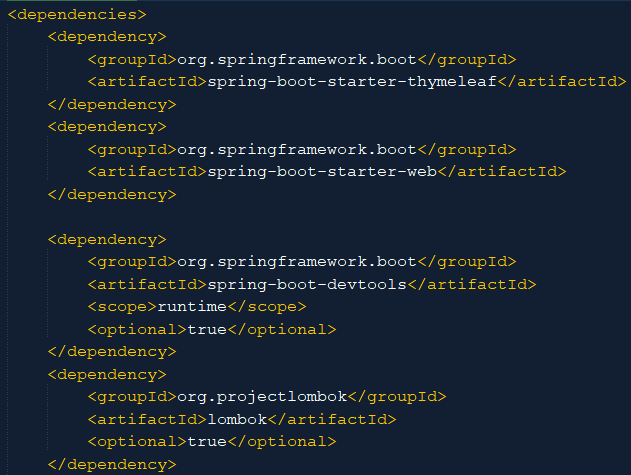 <dependencies>
<dependency>
<groupId>org.springframework.boot</groupId>
<artifactId>spring-boot-starter-thymeleaf</artifactId>
</dependency>
<dependency>
<groupId>org.springframework.boot</groupId>
<artifactId>spring-boot-starter-web</artifactId>
</dependency>
<dependency>
<groupId>org.springframework.boot</groupId>
<artifactId>spring-boot-devtools</artifactId>
<scope>runtime</scope>
<optional>true</optional>
</dependency>
<dependency>
<groupId>org.projectlombok</groupId>
<artifactId>lombok</artifactId>
<optional>true</optional>
</dependency>